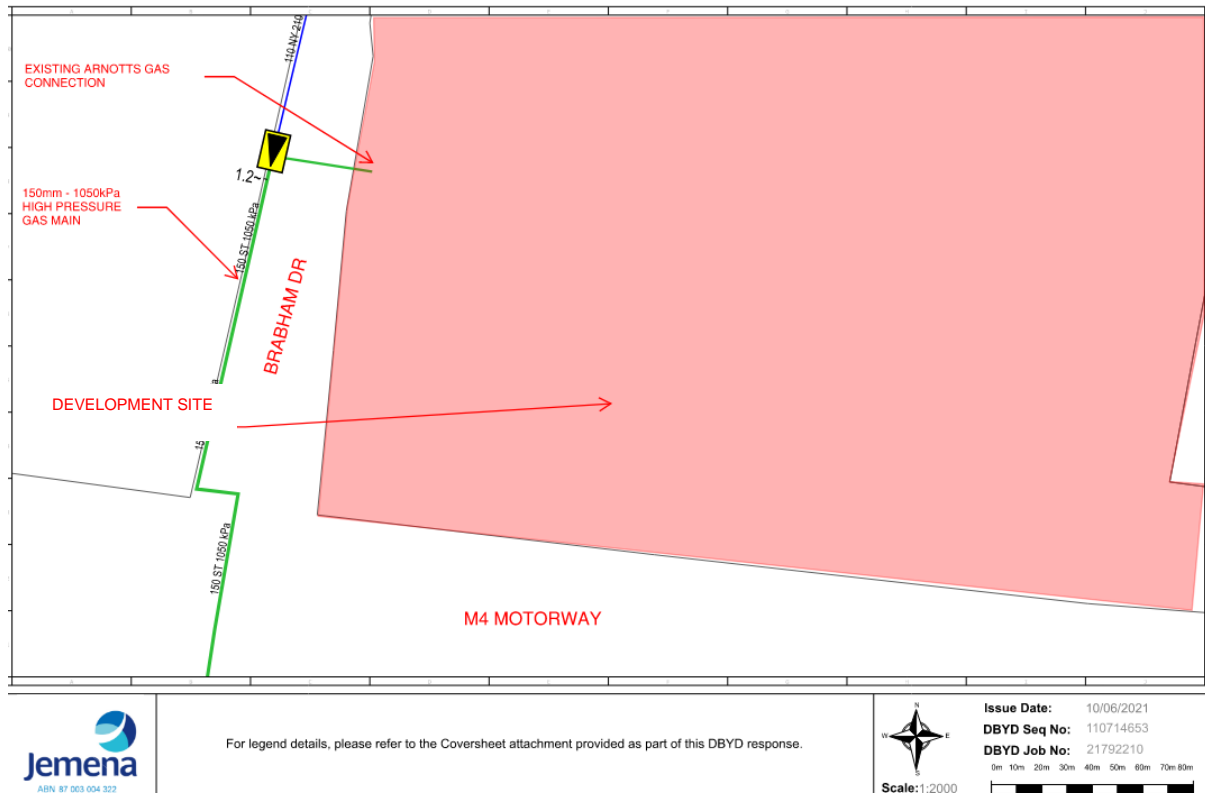 110 NY 210
EXISTING ARNOTTS GAS
CONNECTION
1.2~
150mm - 1050kPa
HIGH PRESSURE
GAS MAIN
150 ST 1050 kPa
BRABHAM DR
DEVELOPMENT SITE
150 ST 1050 kPa
M4 MOTORWAY
Jemena
ABN 87 003 004 322
For legend details, please refer to the Coversheet attachment provided as part of this DBYD response.
N
W
E
S
Scale:1:2000
Issue Date: 10/06/2021
DBYD Seq No: 110714653
DBYD Job No: 21792210
0m 10m 20m 30m 40m 50m 60m 70m 80m